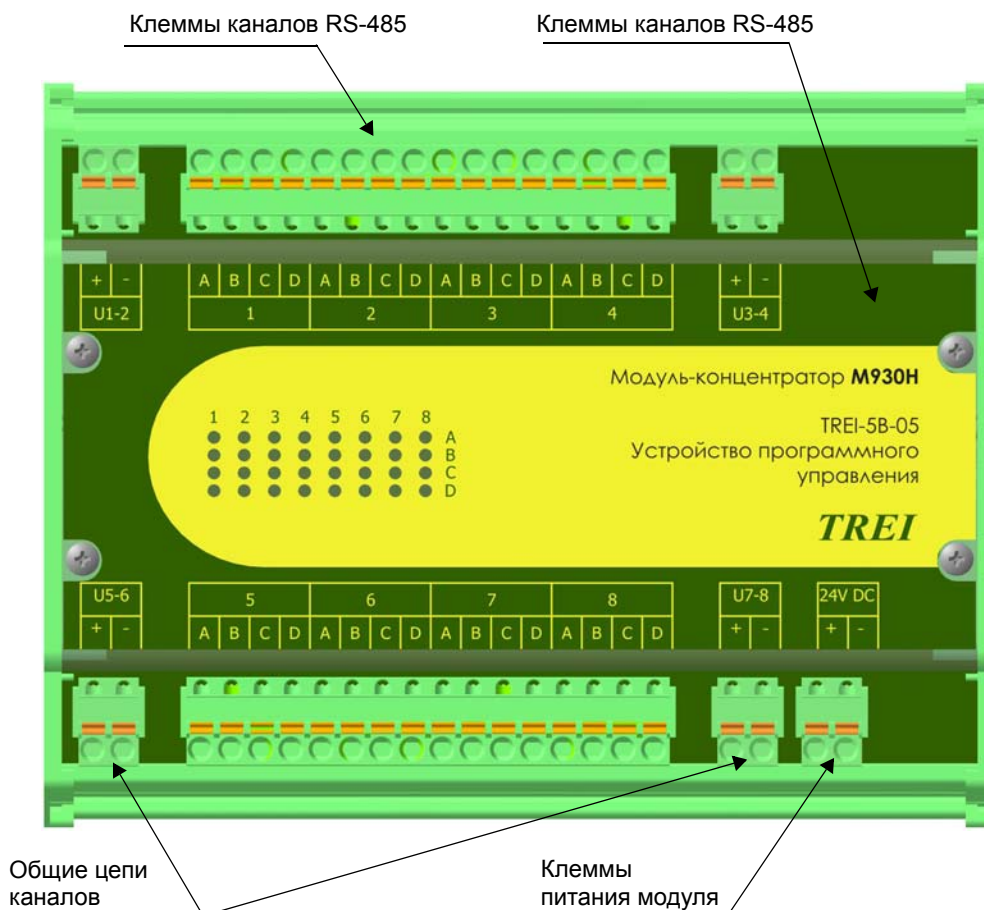 Клеммы каналов RS-485
Клеммы каналов RS-485
+ -
U1-2
A B C D A B C D A B C D A B C D
1 2 3 4
+ -
U3-4
Модуль-концентратор M930H
TREI-5B-05
Устройство программного
управления
TREI
1 2 3 4 5 6 7 8
A
B
C
D
U5-6
+ -
5 6 7 8
A B C D A B C D A B C D A B C D
U7-8
+ -
24V DC
+ -
Общие цепи
каналов
Клеммы
питания модуля